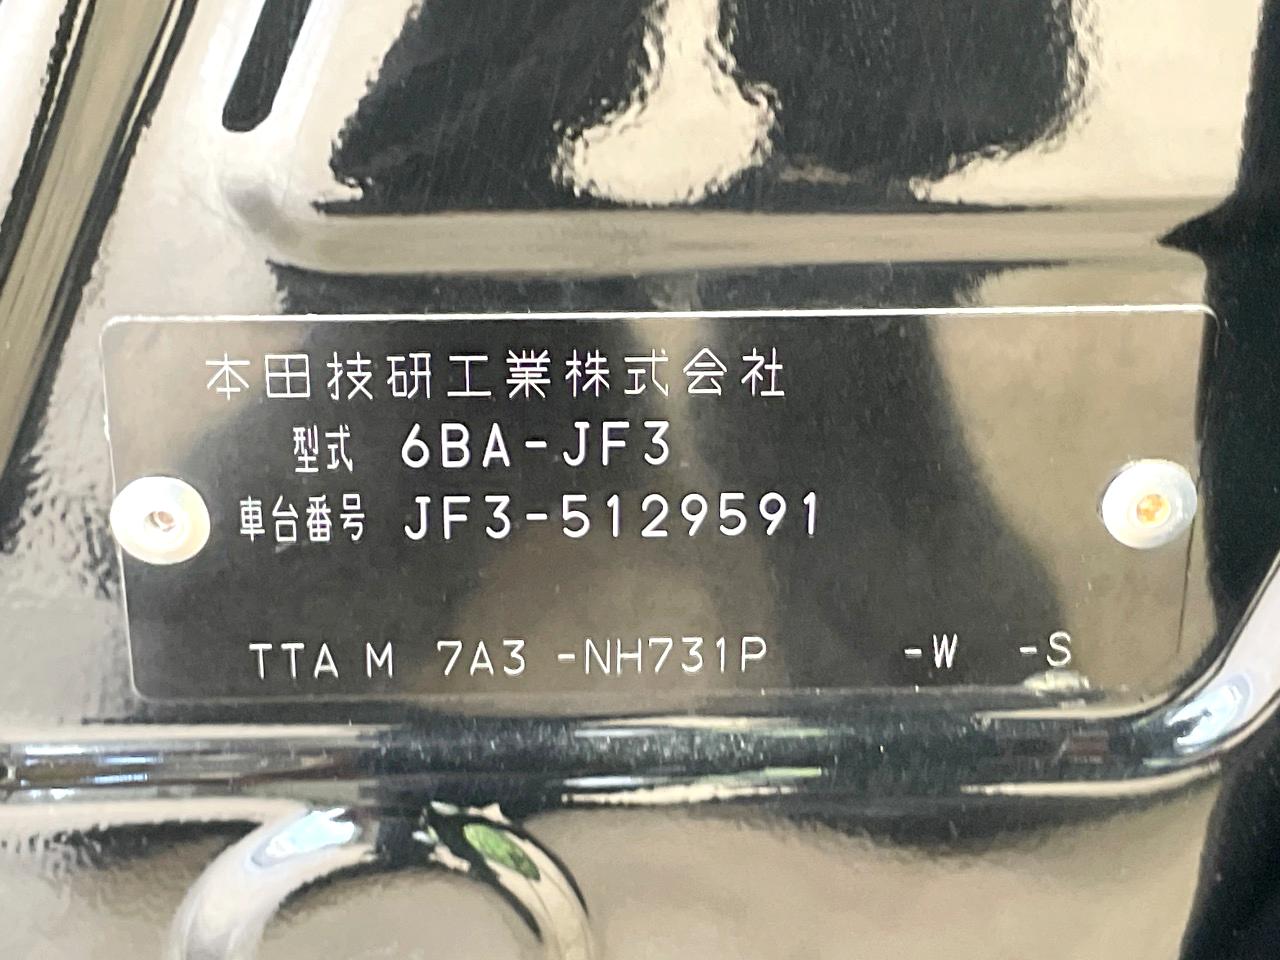 本田技研工業株式会社
型式 6BA-JF3
車台番号 JF3-5129591
TTA M 7A3 -NH731P -W -S